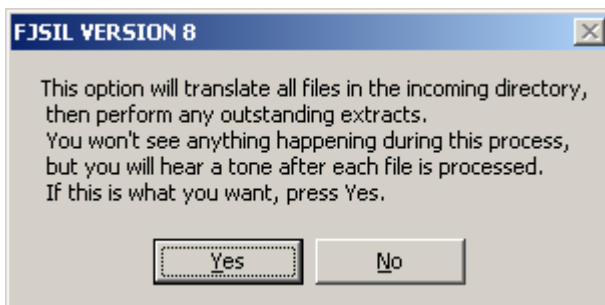 FJSIL VERSION 8
This option will translate all files in the incoming directory,
then perform any outstanding extracts.
You won't see anything happening during this process,
but you will hear a tone after each file is processed.
If this is what you want, press Yes.
Yes No